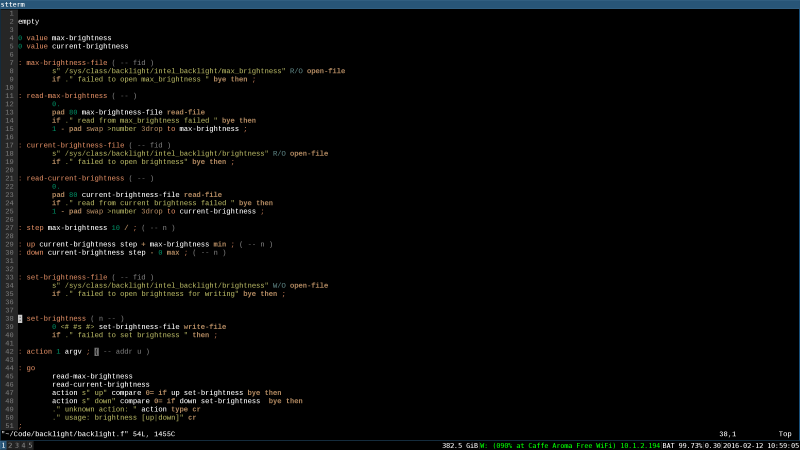 stterm
1
2 empty
3
4 0 value max-brightness
5 0 value current-brightness
6
7 : max-brightness-file ( -- fid )
8 s" /sys/class/backlight/intel_backlight/max_brightness" R/O open-file
9 if ." failed to open max_brightness " bye then ;
10
11 : read-max-brightness ( -- )
12 0.
13 pad 80 max-brightness-file read-file
14 if ." read from max_brightness failed " bye then
15 1 - pad swap >number 3drop to max-brightness ;
16
17 : current-brightness-file ( -- fid )
18 s" /sys/class/backlight/intel_backlight/brightness" R/O open-file
19 if ." failed to open brightness" bye then ;
20
21 : read-current-brightness ( -- )
22 0.
23 pad 80 current-brightness-file read-file
24 if ." read from current brightness failed " bye then
25 1 - pad swap >number 3drop to current-brightness ;
26
27 : step max-brightness 10 / ; ( -- n )
28
29 : up current-brightness step + max-brightness min ; ( -- n )
30 : down current-brightness step - 0 max ; ( -- n )
31
32
33 : set-brightness-file ( -- fid )
34 s" /sys/class/backlight/intel_backlight/brightness" W/O open-file
35 if ." failed to open brightness for writing" bye then ;
36
37
38 : set-brightness ( n -- )
39 0 <# #s #> set-brightness-file write-file
40 if ." failed to set brightness " then ;
41
42 : action 1 argv ; ( -- addr u )
43
44 : go
45 read-max-brightness
46 read-current-brightness
47 action s" up" compare 0= if up set-brightness bye then
48 action s" down" compare 0= if down set-brightness bye then
49 ." unknown action: " action type cr
50 ." usage: brightness [up|down]" cr
51 ;
"~/Code/backlight/backlight.f" 54L, 1455C 38,1 Top
1 2 3 4 5 382.5 GiB W: (090% at Caffe Aroma Free WiFi) 10.1.2.194 BAT 99.73% 0.30 2016-02-12 10:59:05